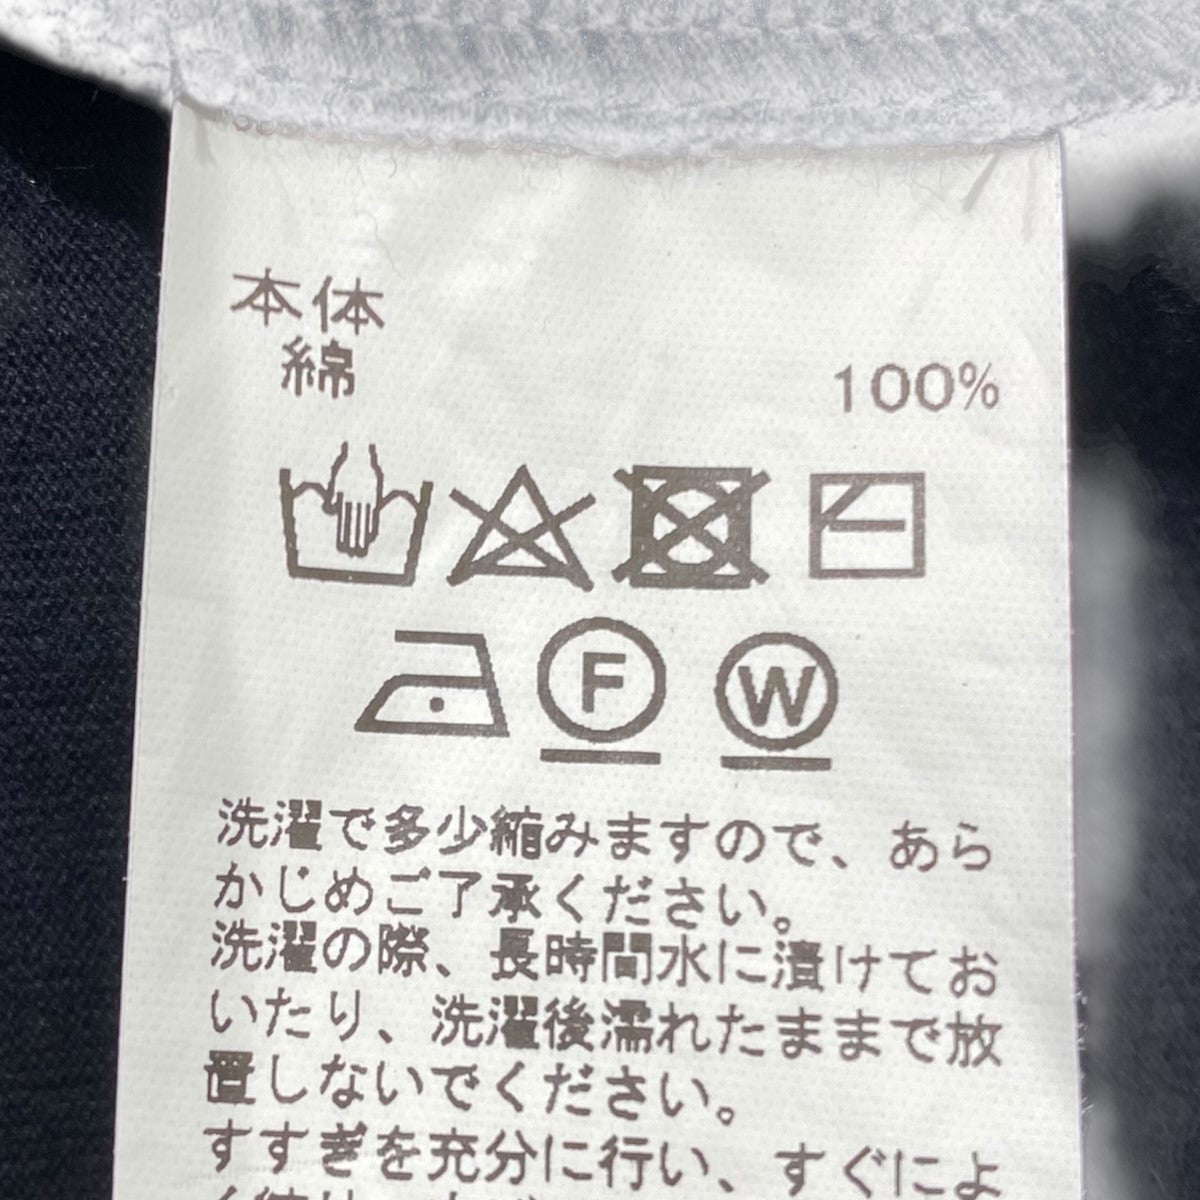 本体
綿 100%
F W
洗濯で多少縮みますので、あら
かじめご了承ください。
洗濯の際、長時間水に漬けてお
いたり、洗濯後濡れたままで放
置しないでください。
すすぎを充分に行い、すぐによ